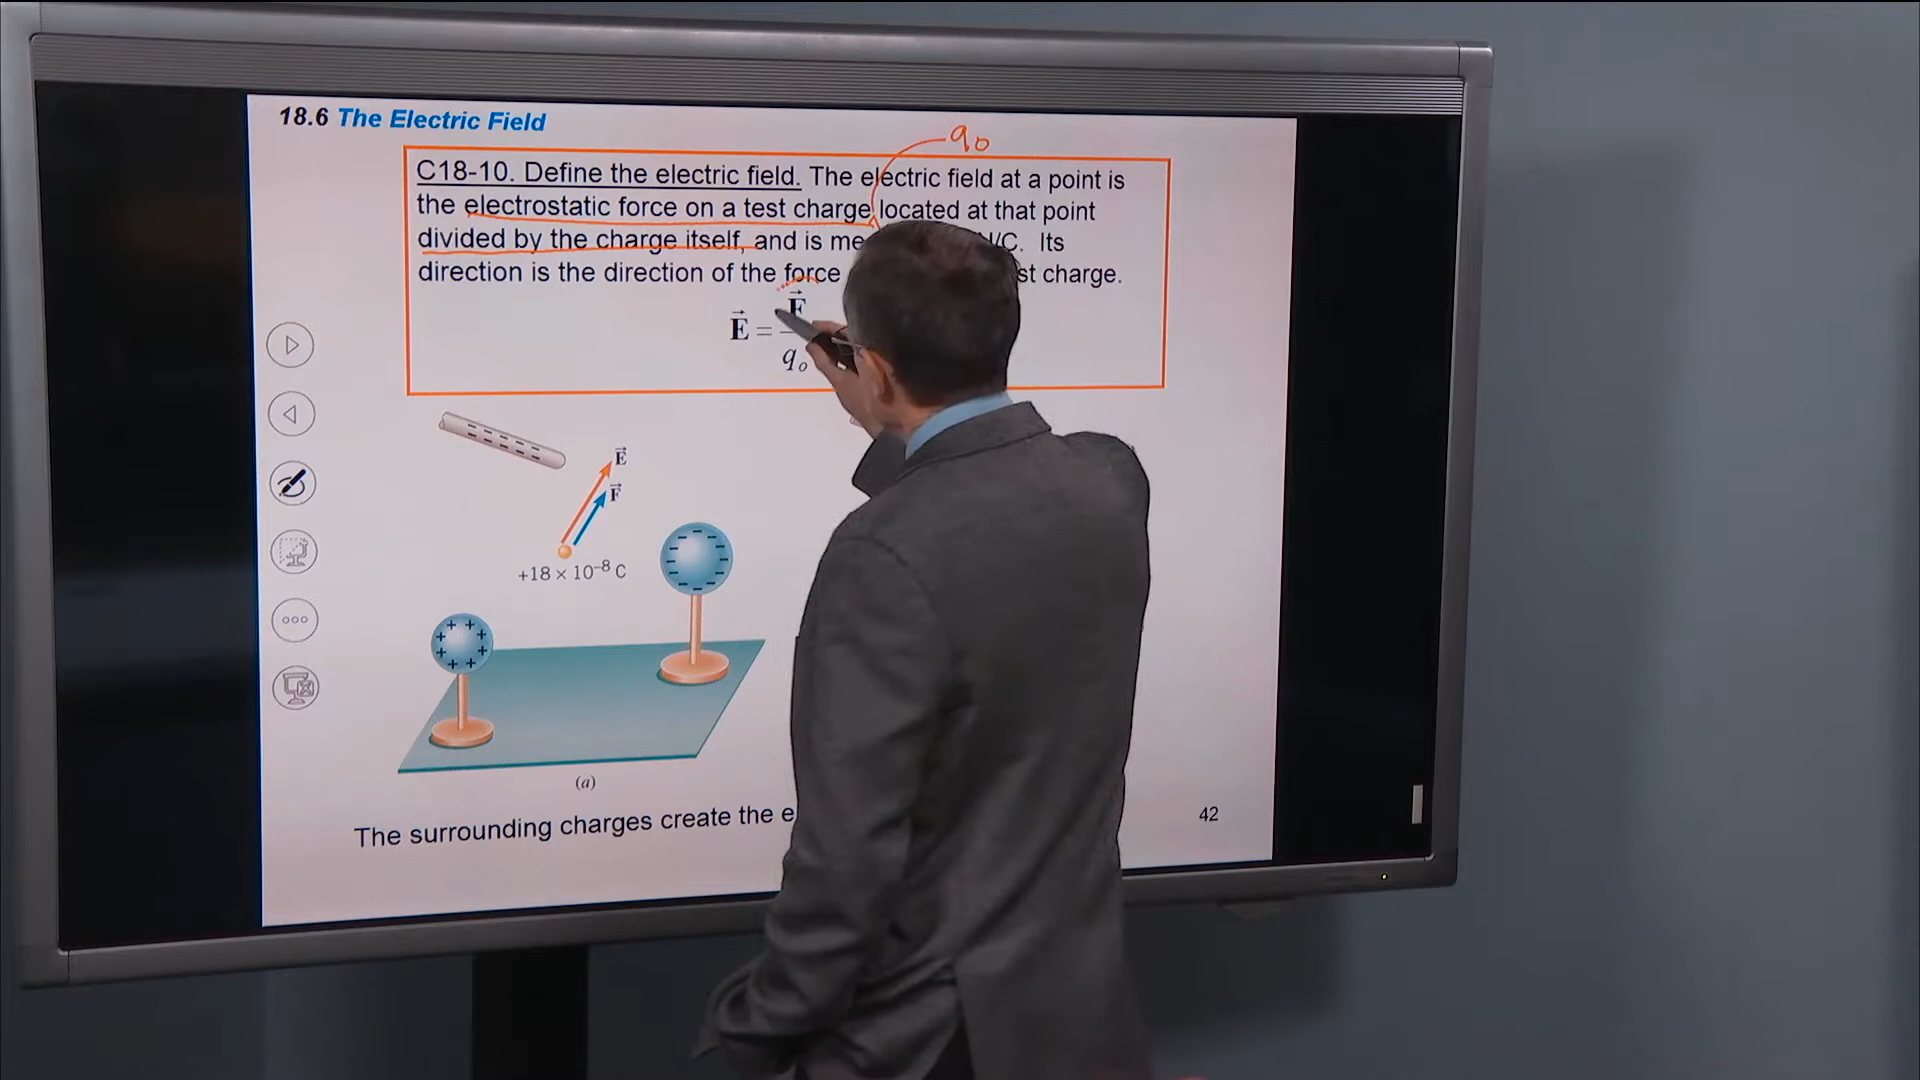 18.6 The Electric Field
q0
C18-10. Define the electric field. The electric field at a point is
the electrostatic force on a test charge located at that point
divided by the charge itself, and is me /C. Its
direction is the direction of the force st charge.
E⃗ = F⃗ / qₒ
E⃗
F⃗
+18 × 10⁻⁸ C
(a)
The surrounding charges create the e
42